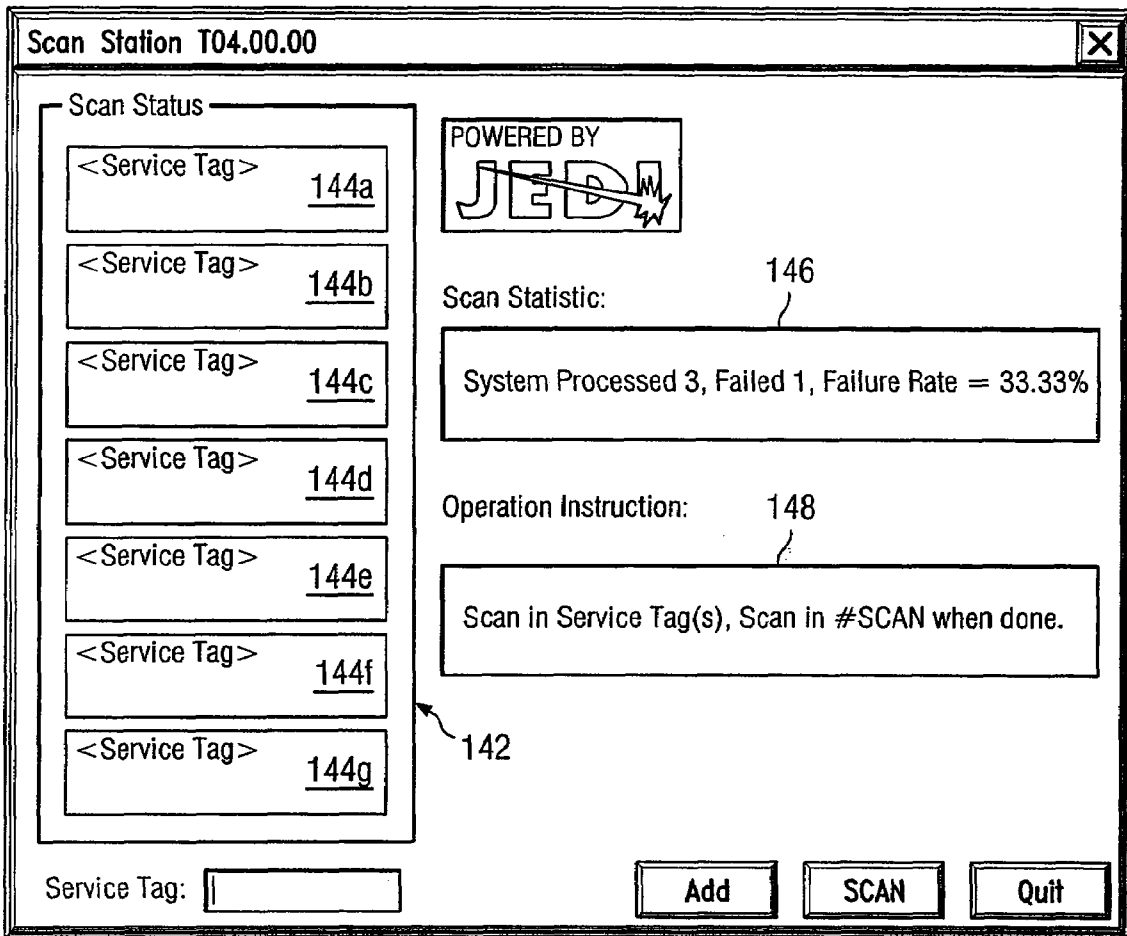 Scan Station T04.00.00
Scan Status
<Service Tag>
144a
<Service Tag>
144b
<Service Tag>
144c
<Service Tag>
144d
<Service Tag>
144e
<Service Tag>
144f
<Service Tag>
144g
142
POWERED BY
JEDI
Scan Statistic:
146
System Processed 3, Failed 1, Failure Rate = 33.33%
Operation Instruction:
148
Scan in Service Tag(s), Scan in #SCAN when done.
Service Tag:
Add
SCAN
Quit